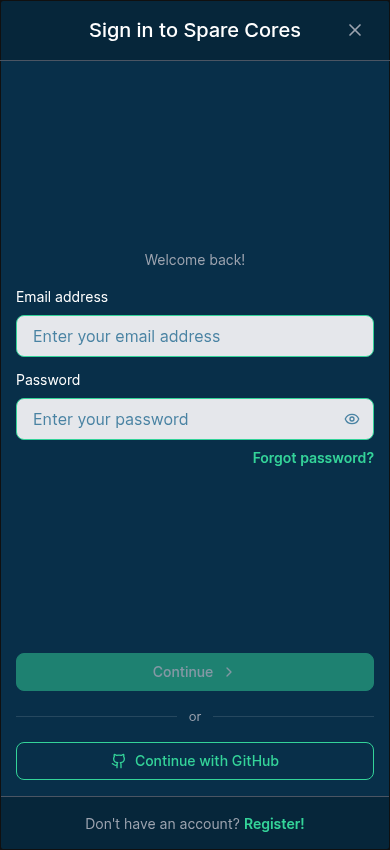 Sign in to Spare Cores
Welcome back!
Email address
Enter your email address
Password
Enter your password
Forgot password?
Continue
or
Continue with GitHub
Don't have an account? Register!